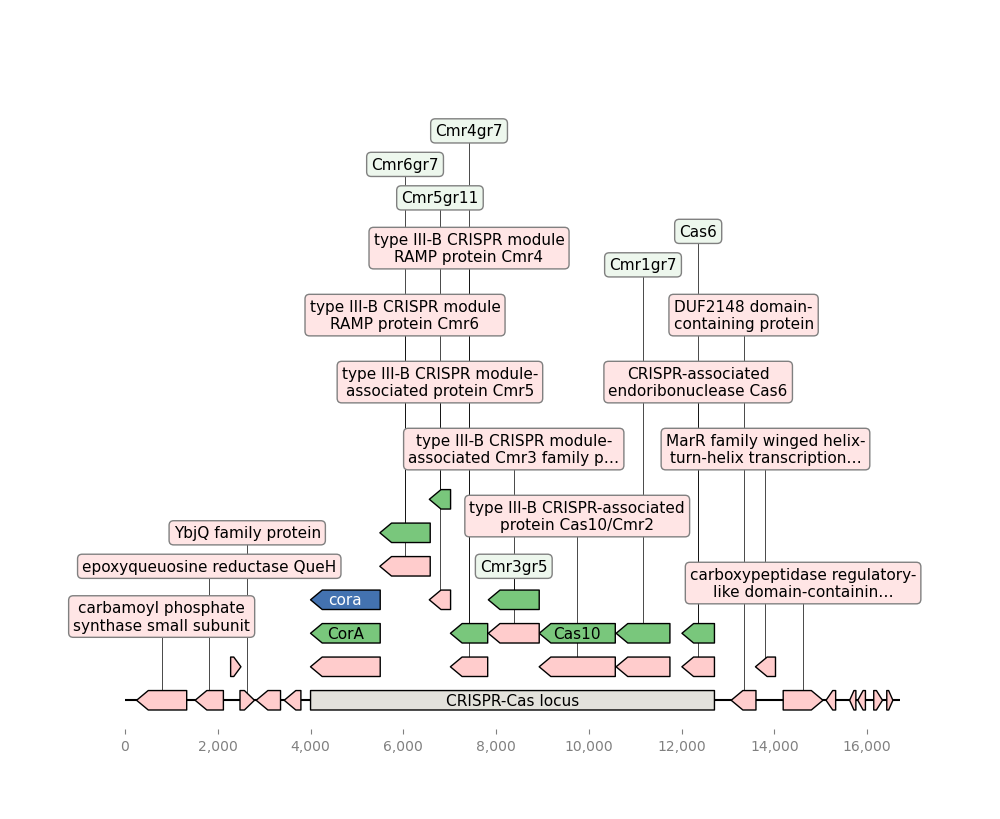 Cmr4gr7
Cmr6gr7
Cmr5gr11
Cas6
type III-B CRISPR module
RAMP protein Cmr4
Cmr1gr7
type III-B CRISPR module
RAMP protein Cmr6
DUF2148 domain-
containing protein
type III-B CRISPR module-
associated protein Cmr5
CRISPR-associated
endoribonuclease Cas6
type III-B CRISPR module-
associated Cmr3 family p...
MarR family winged helix-
turn-helix transcription...
type III-B CRISPR-associated
protein Cas10/Cmr2
YbjQ family protein
epoxyqueuosine reductase QueH
Cmr3gr5
carboxypeptidase regulatory-
like domain-containin...
carbamoyl phosphate
synthase small subunit
cora
CorA
Cas10
CRISPR-Cas locus
0 2,000 4,000 6,000 8,000 10,000 12,000 14,000 16,000